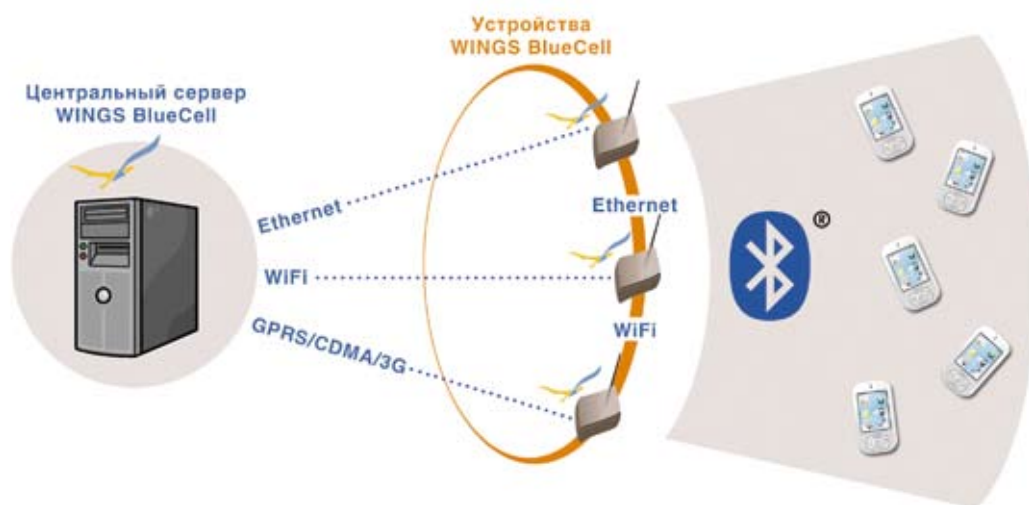 Устройства
WINGS BlueCell
Центральный сервер
WINGS BlueCell
Ethernet
WiFi
GPRS/CDMA/3G
Ethernet
WiFi
®